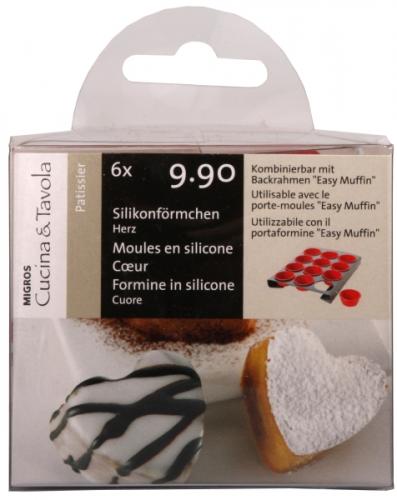 MIGROS
Cucina & Tavola
Patissier
6x
9.90
Silikonförmchen
Herz
Moules en silicone
Cœur
Formine in silicone
Cuore
Kombinierbar mit
Backrahmen "Easy Muffin"
Utilisable avec le
porte-moules "Easy Muffin"
Utilizzabile con il
portaformine "Easy Muffin"